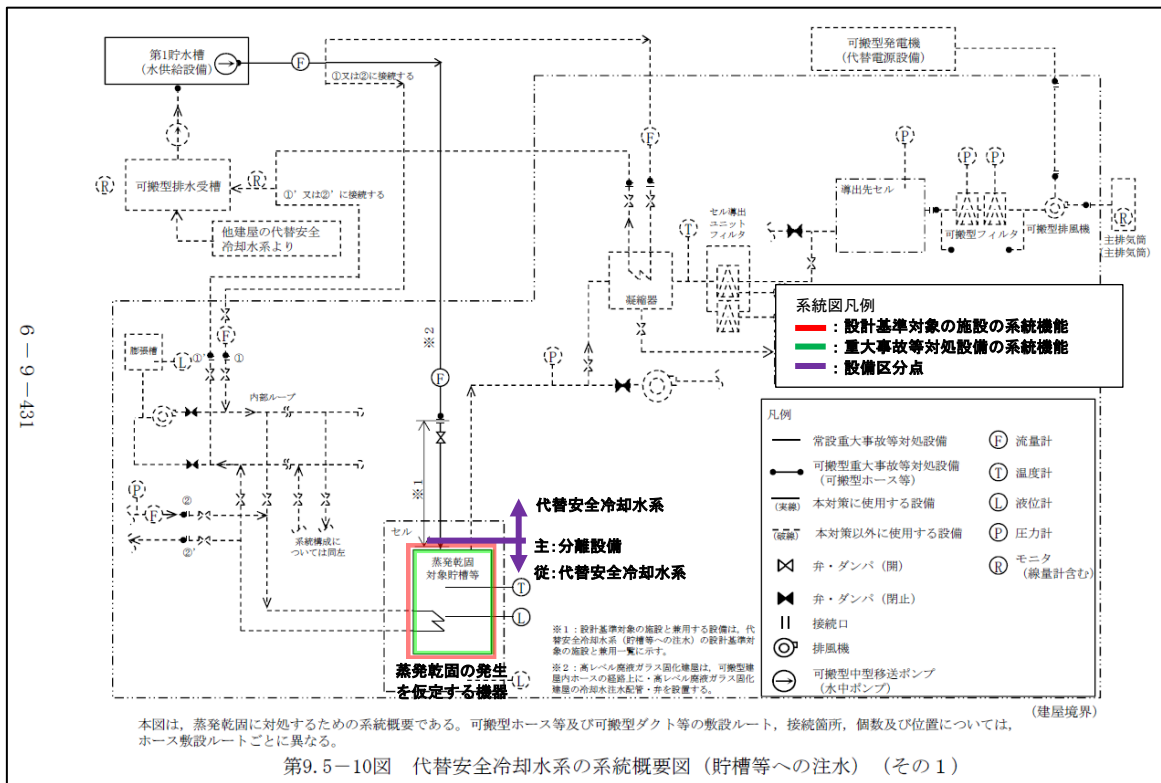 第1貯水槽
(水供給設備)
F
①又は②に接続する
F
可搬型発電機
(代替電源設備)
R
可搬型排水受槽
R
①’又は②’に接続する
他建屋の代替安全
冷却水系より
P
導出先セル
P
P
可搬型フィルタ
可搬型排風機
R
主排気筒
(主排気筒)
セル導出
ユニット
フィルタ
T
凝縮器
P
※2
F
膨張槽
L
①’
①
F
内部ループ
P
F
②
②’
系統構成に
ついては同左
F
※1
セル
代替安全冷却水系
主:分離設備
従:代替安全冷却水系
蒸発乾固
対象貯槽等
T
L
L
蒸発乾固の発生
を仮定する機器
系統図凡例
:設計基準対象の施設の系統機能
:重大事故等対処設備の系統機能
:設備区分点
凡例
常設重大事故等対処設備
可搬型重大事故等対処設備
(可搬型ホース等)
(実線)
本対策に使用する設備
(破線)
本対策以外に使用する設備
弁・ダンパ(開)
弁・ダンパ(閉止)
接続口
排風機
可搬型中型移送ポンプ
(水中ポンプ)
F 流量計
T 温度計
L 液位計
P 圧力計
R モニタ
(線量計含む)
※1:設計基準対象の施設と兼用する設備は,代
替安全冷却水系(貯槽等への注水)の設計基準対
象の施設と兼用一覧に示す。
※2:高レベル廃液ガラス固化建屋は,可搬型建
屋内ホースの経路上に・高レベル廃液ガラス固化
建屋の冷却水注水配管・弁を設置する。
(建屋境界)
6-9-431
本図は,蒸発乾固に対処するための系統概要である。可搬型ホース等及び可搬型ダクト等の敷設ルート,接続箇所,個数及び位置については,
ホース敷設ルートごとに異なる。
第9.5-10図 代替安全冷却水系の系統概要図(貯槽等への注水)(その1)